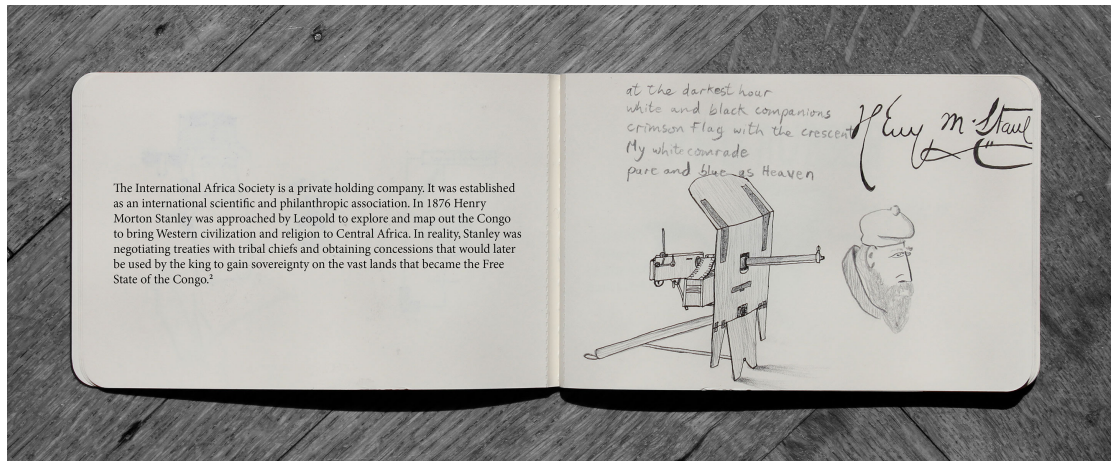 The International Africa Society is a private holding company. It was established
as an international scientific and philanthropic association. In 1876 Henry
Morton Stanley was approached by Leopold to explore and map out the Congo
to bring Western civilization and religion to Central Africa. In reality, Stanley was
negotiating treaties with tribal chiefs and obtaining concessions that would later
be used by the king to gain sovereignty on the vast lands that became the Free
State of the Congo.²
at the darkest hour
white and black companions
crimson Flag with the crescent
My white comrade
pure and blue as Heaven
Henry M. Stanl